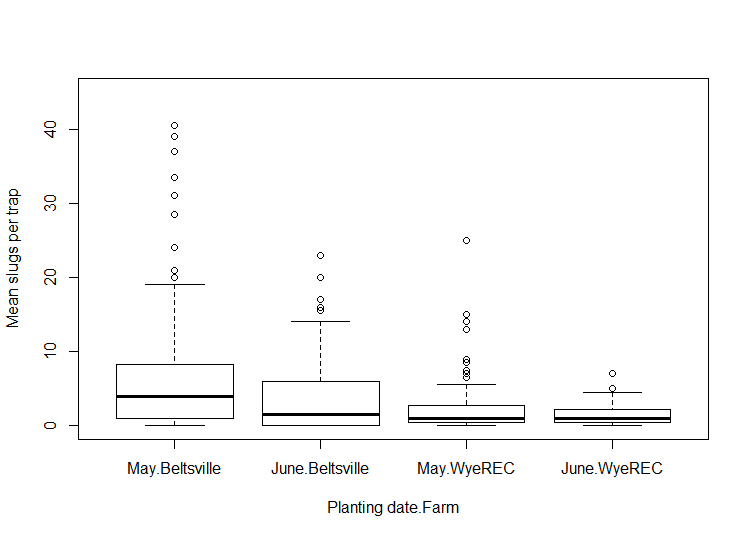 Mean slugs per trap
40
30
20
10
0
May.Beltsville June.Beltsville May.WyeREC June.WyeREC
Planting date.Farm